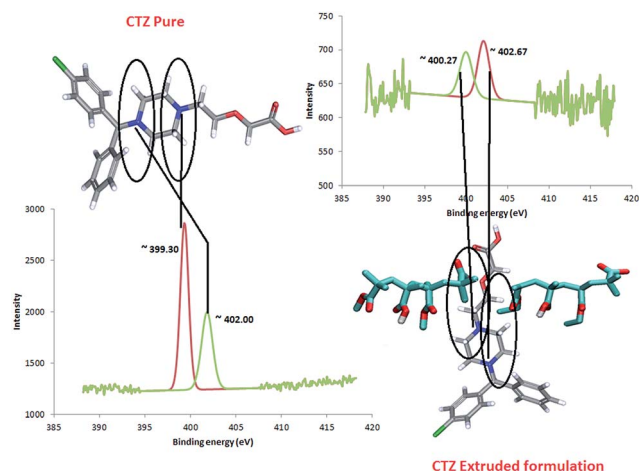 CTZ Pure
750
700
~ 400.27
~ 402.67
650
Intensity
600
550
500
385 390 395 400 405 410 415 420
Binding energy (eV)
3000
~ 399.30
2500
Intensity
2000
~ 402.00
1500
1000
385 390 395 400 405 410 415 420
Binding energy (eV)
CTZ Extruded formulation